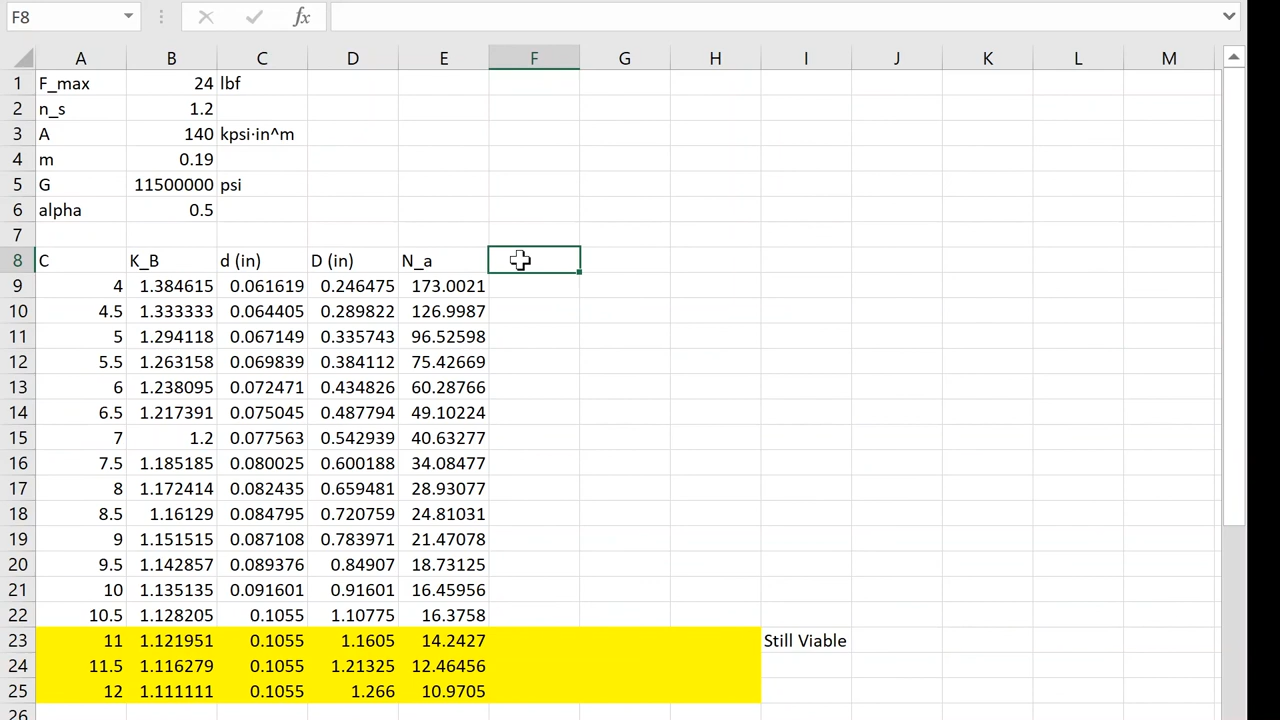 F8 fx
A B C D E F G H I J K L M
1 F_max 24 lbf
2 n_s 1.2
3 A 140 kpsi·in^m
4 m 0.19
5 G 11500000 psi
6 alpha 0.5
7
8 C K_B d (in) D (in) N_a
9 4 1.384615 0.061619 0.246475 173.0021
10 4.5 1.333333 0.064405 0.289822 126.9987
11 5 1.294118 0.067149 0.335743 96.52598
12 5.5 1.263158 0.069839 0.384112 75.42669
13 6 1.238095 0.072471 0.434826 60.28766
14 6.5 1.217391 0.075045 0.487794 49.10224
15 7 1.2 0.077563 0.542939 40.63277
16 7.5 1.185185 0.080025 0.600188 34.08477
17 8 1.172414 0.082435 0.659481 28.93077
18 8.5 1.16129 0.084795 0.720759 24.81031
19 9 1.151515 0.087108 0.783971 21.47078
20 9.5 1.142857 0.089376 0.84907 18.73125
21 10 1.135135 0.091601 0.91601 16.45956
22 10.5 1.128205 0.1055 1.10775 16.3758
23 11 1.121951 0.1055 1.1605 14.2427 Still Viable
24 11.5 1.116279 0.1055 1.21325 12.46456
25 12 1.111111 0.1055 1.266 10.9705
26